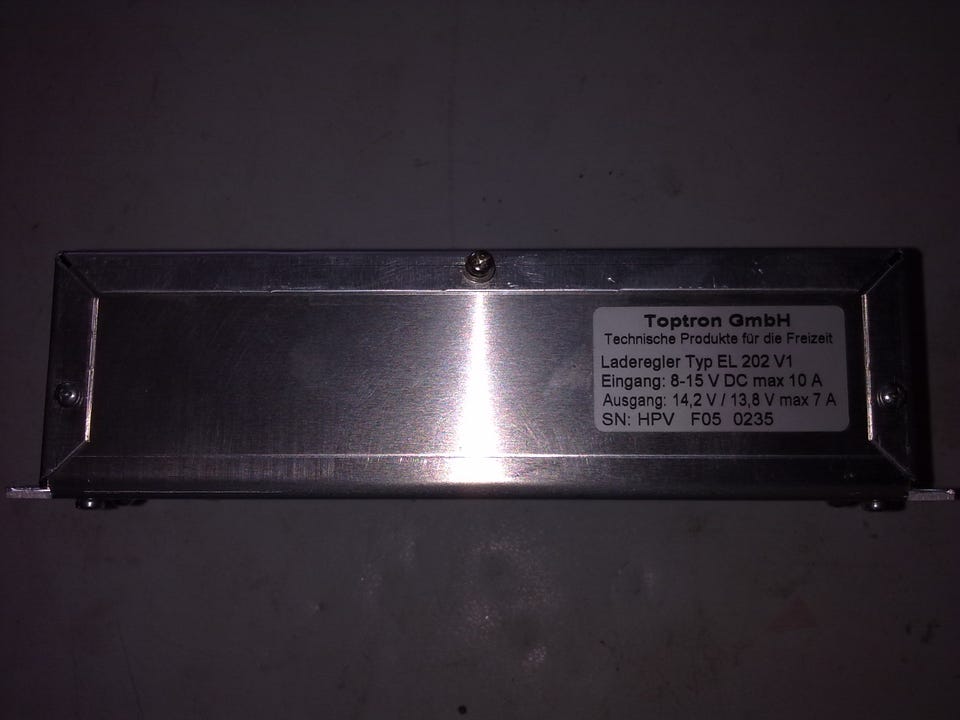 Toptron GmbH
Technische Produkte für die Freizeit
Laderegler Typ EL 202 V1
Eingang: 8-15 V DC max 10 A
Ausgang: 14,2 V / 13,8 V max 7 A
SN: HPV F05 0235